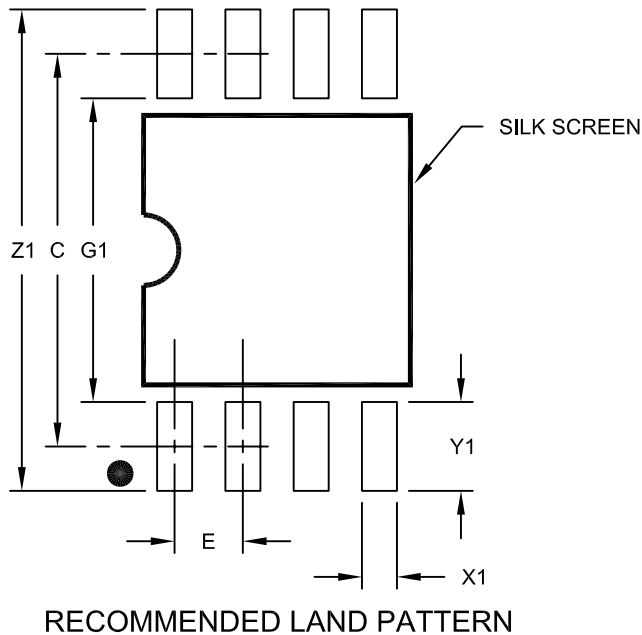 SILK SCREEN
Z1
C
G1
Y1
E
X1
RECOMMENDED LAND PATTERN